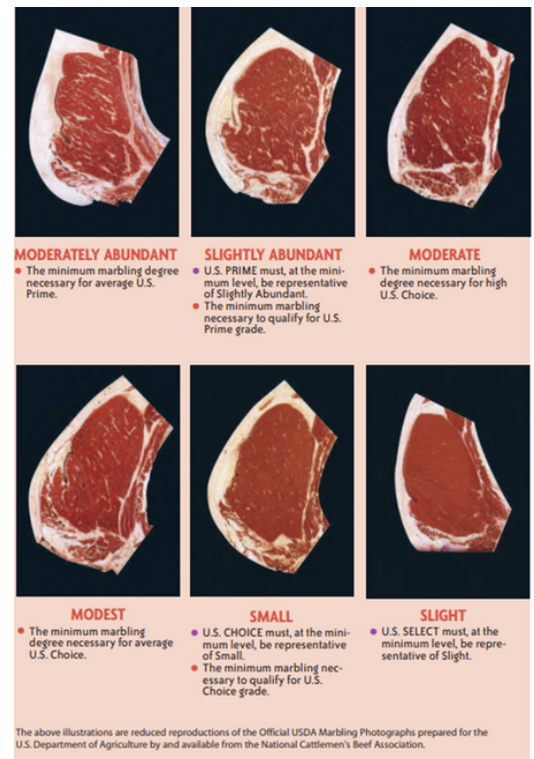 MODERATELY ABUNDANT
• The minimum marbling degree
necessary for average U.S.
Prime.
SLIGHTLY ABUNDANT
• U.S. PRIME must, at the mini-
mum level, be representative
of Slightly Abundant.
• The minimum marbling
necessary to qualify for U.S.
Prime grade.
MODERATE
• The minimum marbling
degree necessary for high
U.S. Choice.
MODEST
• The minimum marbling
degree necessary for average
U.S. Choice.
SMALL
• U.S. CHOICE must, at the mini-
mum level, be representative
of Small.
• The minimum marbling nec-
essary to qualify for U.S.
Choice grade.
SLIGHT
• U.S. SELECT must, at the
minimum level, be repre-
sentative of Slight.
The above illustrations are reduced reproductions of the Official USDA Marbling Photographs prepared for the
U.S. Department of Agriculture by and available from the National Cattlemen's Beef Association.